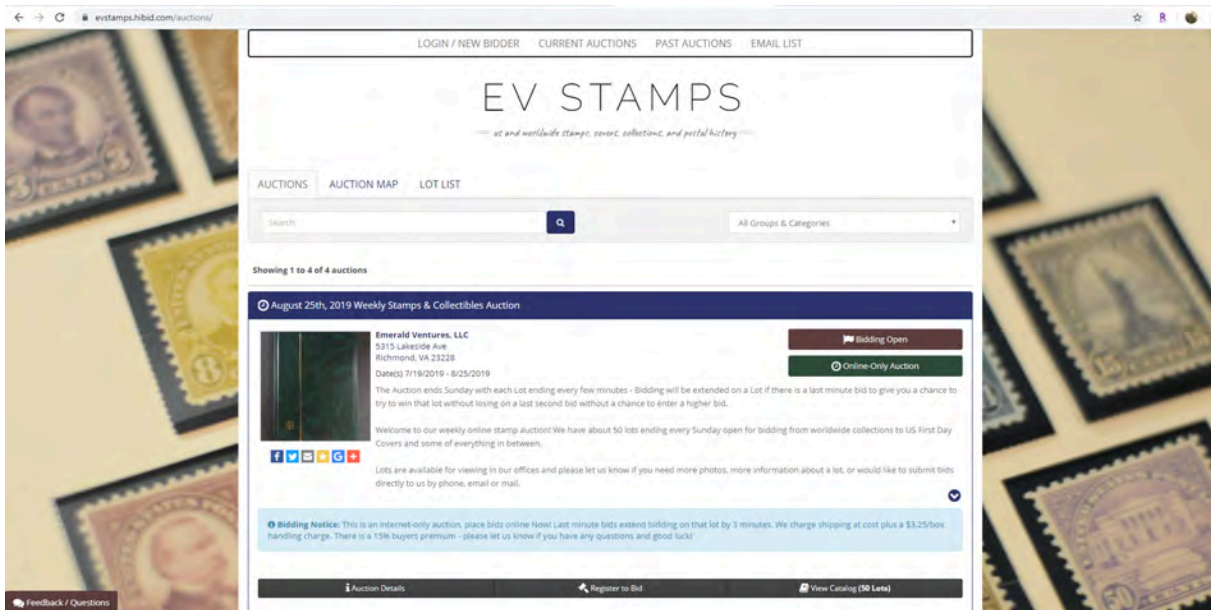 evstamps.hibid.com/auctions/
LOGIN / NEW BIDDER CURRENT AUCTIONS PAST AUCTIONS EMAIL LIST
EV STAMPS
us and worldwide stamps, covers, collections, and postal history
AUCTIONS AUCTION MAP LOT LIST
Search All Groups & Categories
Showing 1 to 4 of 4 auctions
August 25th, 2019 Weekly Stamps & Collectibles Auction
Emerald Ventures, LLC
5315 Lakeside Ave
Richmond, VA 23228
Date(s) 7/19/2019 - 8/25/2019
Bidding Open
Online-Only Auction
The Auction ends Sunday with each Lot ending every few minutes - Bidding will be extended on a Lot if there is a last minute bid to give you a chance to
try to win that lot without losing on a last second bid without a chance to enter a higher bid.
Welcome to our weekly online stamp auction! We have about 50 lots ending every Sunday open for bidding from worldwide collections to US First Day
Covers and some of everything in between.
Lots are available for viewing in our offices and please let us know if you need more photos, more information about a lot, or would like to submit bids
directly to us by phone, email or mail.
Bidding Notice: This is an internet-only auction, place bids online Now! Last minute bids extend bidding on that lot by 3 minutes. We charge shipping at cost plus a $3.25/box
handling charge. There is a 15% buyers premium - please let us know if you have any questions and good luck!
Auction Details Register to Bid View Catalog (50 Lots)
Feedback / Questions
3 CENTS 3
8
15